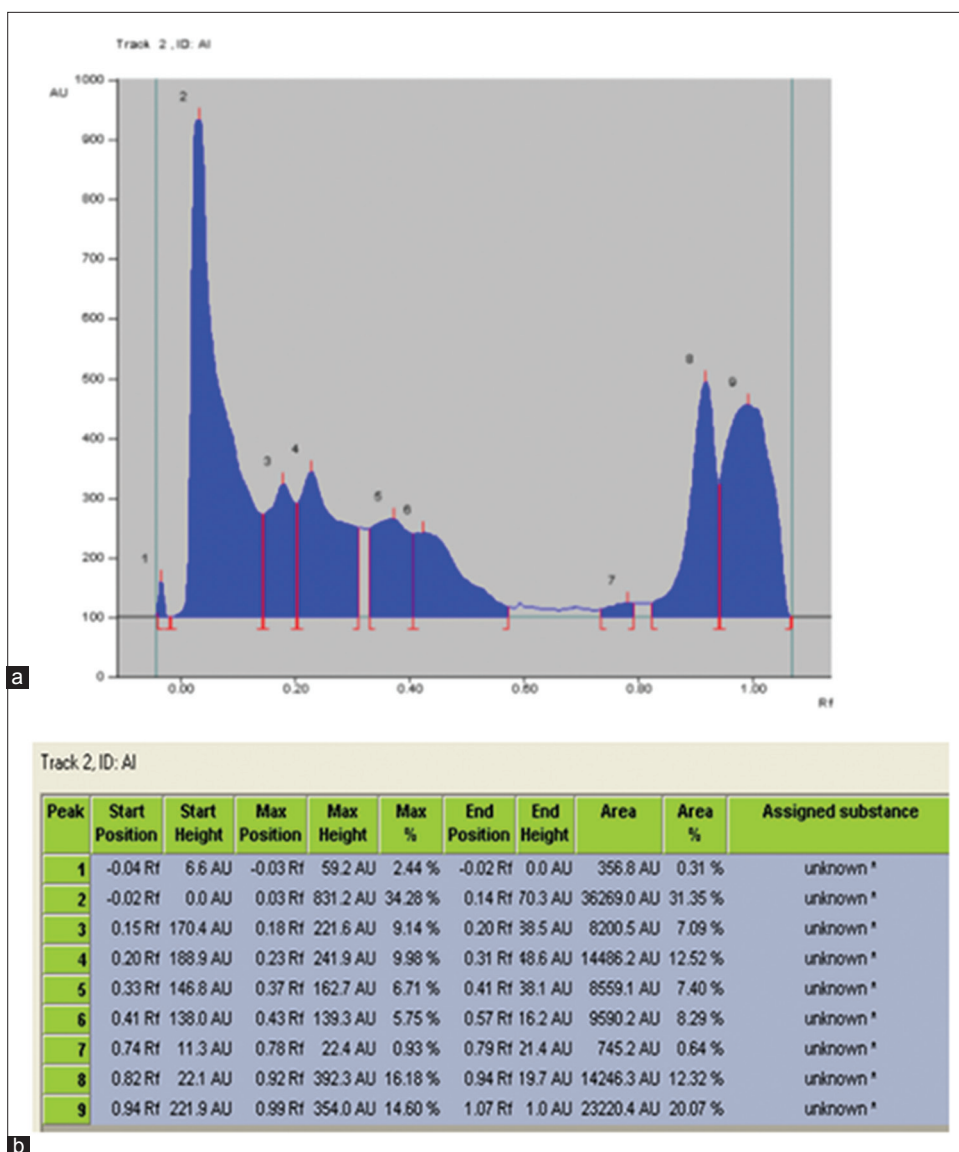 Track 2, ID: AI
AU
1000
900
800
700
600
500
400
300
200
100
0
1
2
3
4
5
6
7
8
9
0.00 0.20 0.40 0.60 0.80 1.00
Rf
a
Track 2, ID: AI
Peak Start Position Start Height Max Position Max Height Max % End Position End Height Area Area % Assigned substance
1 -0.04 Rf 6.6 AU -0.03 Rf 59.2 AU 2.44 % -0.02 Rf 0.0 AU 356.8 AU 0.31 % unknown *
2 -0.02 Rf 0.0 AU 0.03 Rf 831.2 AU 34.28 % 0.14 Rf 70.3 AU 36269.0 AU 31.35 % unknown *
3 0.15 Rf 170.4 AU 0.18 Rf 221.6 AU 9.14 % 0.20 Rf 38.5 AU 8200.5 AU 7.09 % unknown *
4 0.20 Rf 188.9 AU 0.23 Rf 241.9 AU 9.98 % 0.31 Rf 48.6 AU 14486.2 AU 12.52 % unknown *
5 0.33 Rf 146.8 AU 0.37 Rf 162.7 AU 6.71 % 0.41 Rf 38.1 AU 8559.1 AU 7.40 % unknown *
6 0.41 Rf 138.0 AU 0.43 Rf 139.3 AU 5.75 % 0.57 Rf 16.2 AU 9590.2 AU 8.29 % unknown *
7 0.74 Rf 11.3 AU 0.78 Rf 22.4 AU 0.93 % 0.79 Rf 21.4 AU 745.2 AU 0.64 % unknown *
8 0.82 Rf 22.1 AU 0.92 Rf 392.3 AU 16.18 % 0.94 Rf 19.7 AU 14246.3 AU 12.32 % unknown *
9 0.94 Rf 221.9 AU 0.99 Rf 354.0 AU 14.60 % 1.07 Rf 1.0 AU 23220.4 AU 20.07 % unknown *
b